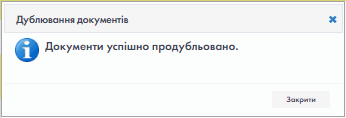 Дублювання документів
Документи успішно продубльовано.
Закрити